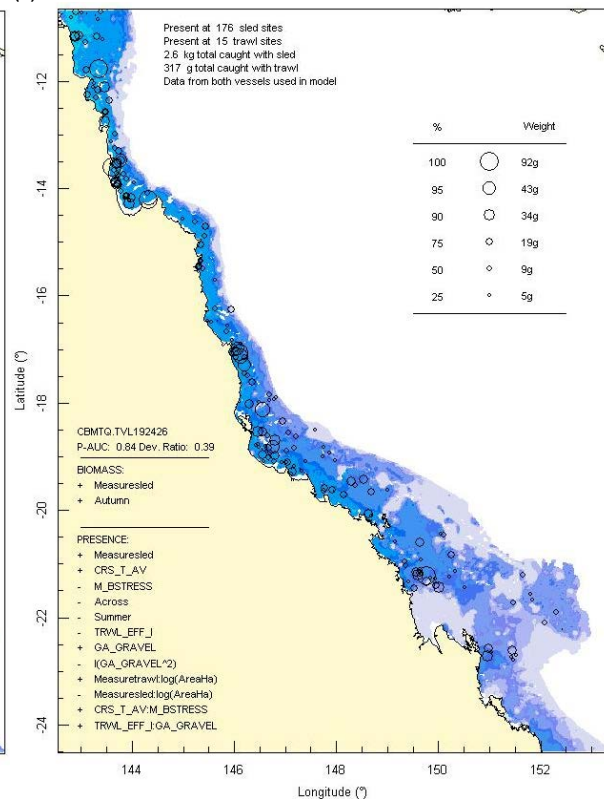 Present at 176 sled sites
Present at 15 trawl sites
2.6 kg total caught with sled
317 g total caught with trawl
Data from both vessels used in model
% Weight
100 92g
95 43g
90 34g
75 19g
50 9g
25 5g
CBMTQ.TVL192426
P-AUC: 0.84 Dev. Ratio: 0.39
BIOMASS:
+ Measuresled
+ Autumn
PRESENCE:
+ Measuresled
+ CRS_T_AV
- M_BSTRESS
- Across
- Summer
- TRWL_EFF_I
+ GA_GRAVEL
- I(GA_GRAVEL^2)
+ Measuretrawl:log(AreaHa)
- Measuresled:log(AreaHa)
+ CRS_T_AV:M_BSTRESS
+ TRWL_EFF_I:GA_GRAVEL
Latitude (º)
-12
-14
-16
-18
-20
-22
-24
144 146 148 150 152
Longitude (º)